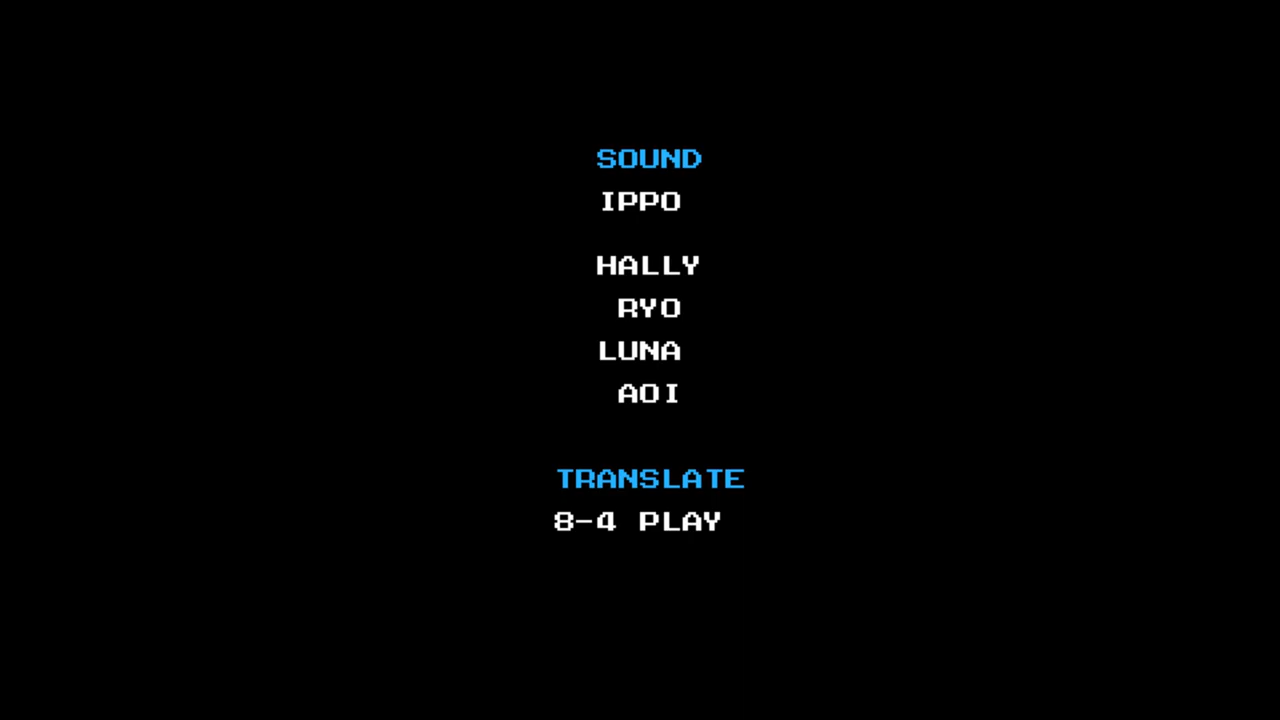 SOUND
IPPO
HALLY
RYO
LUNA
AOI
TRANSLATE
8-4 PLAY